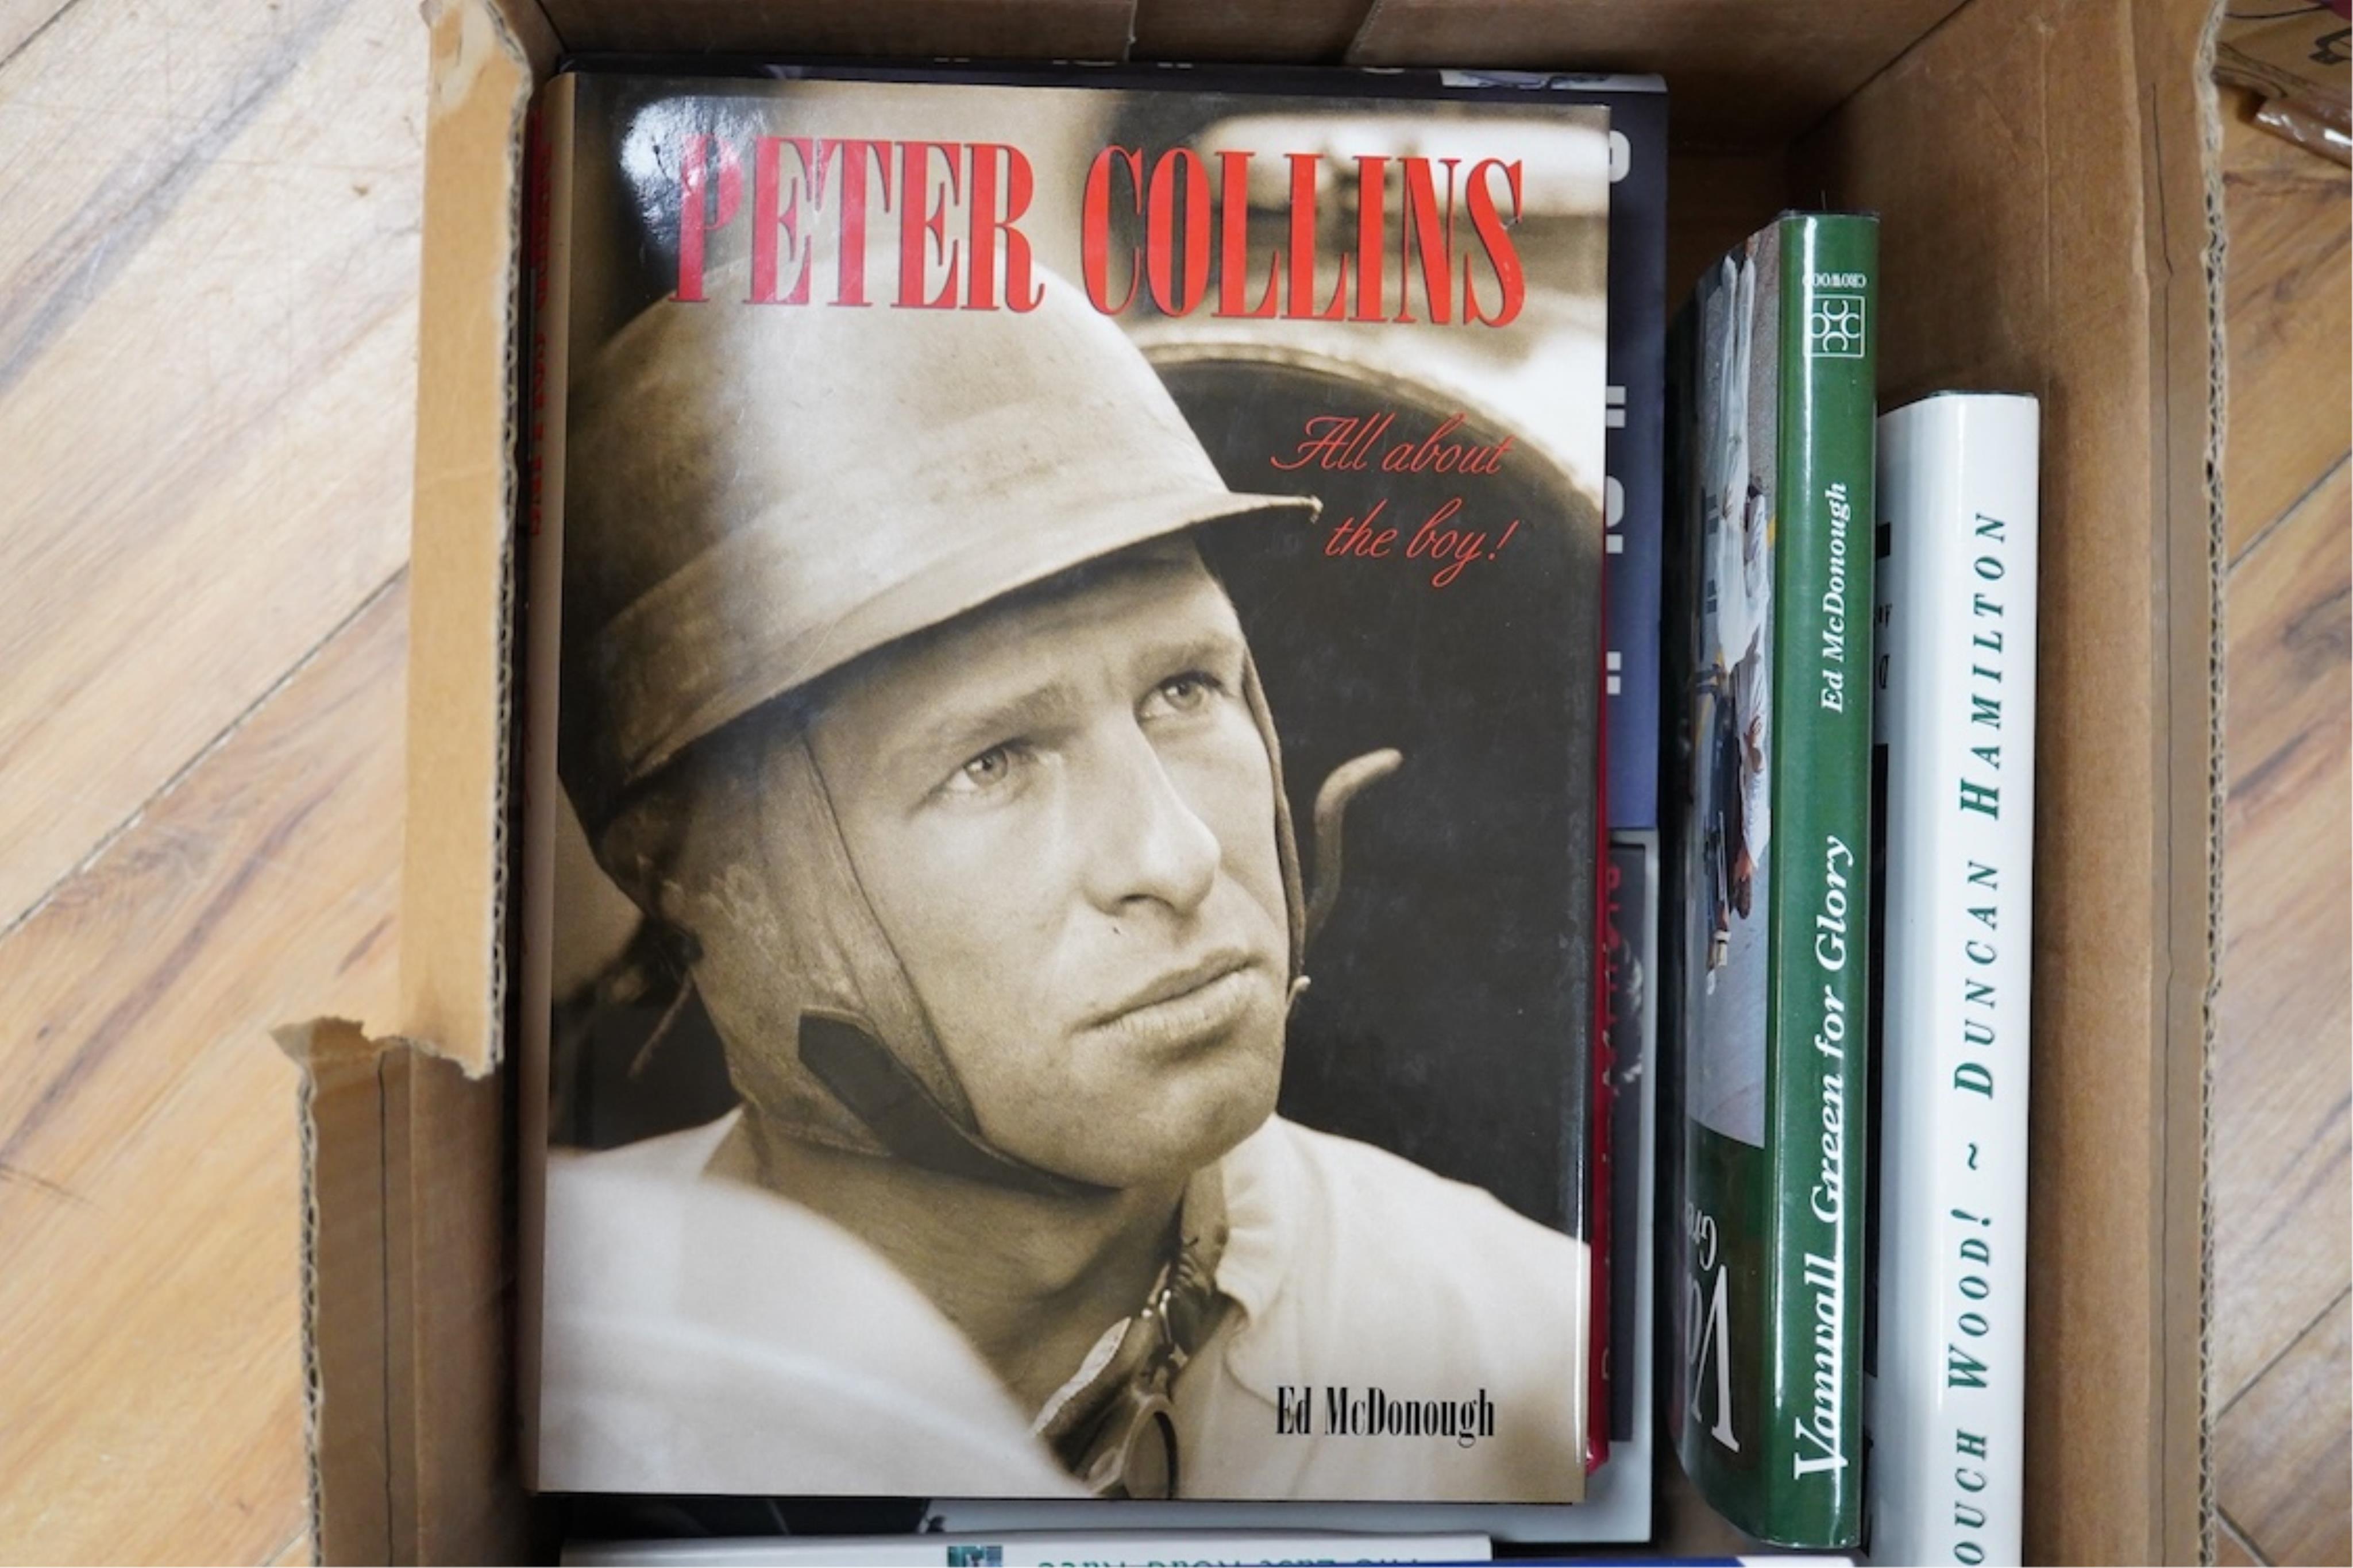 PETER COLLINS
All about
the boy!
Ed McDonough
CROWOOD
Vanwall Green for Glory Ed McDonough
OUCH WOOD! ~ DUNCAN HAMILTON